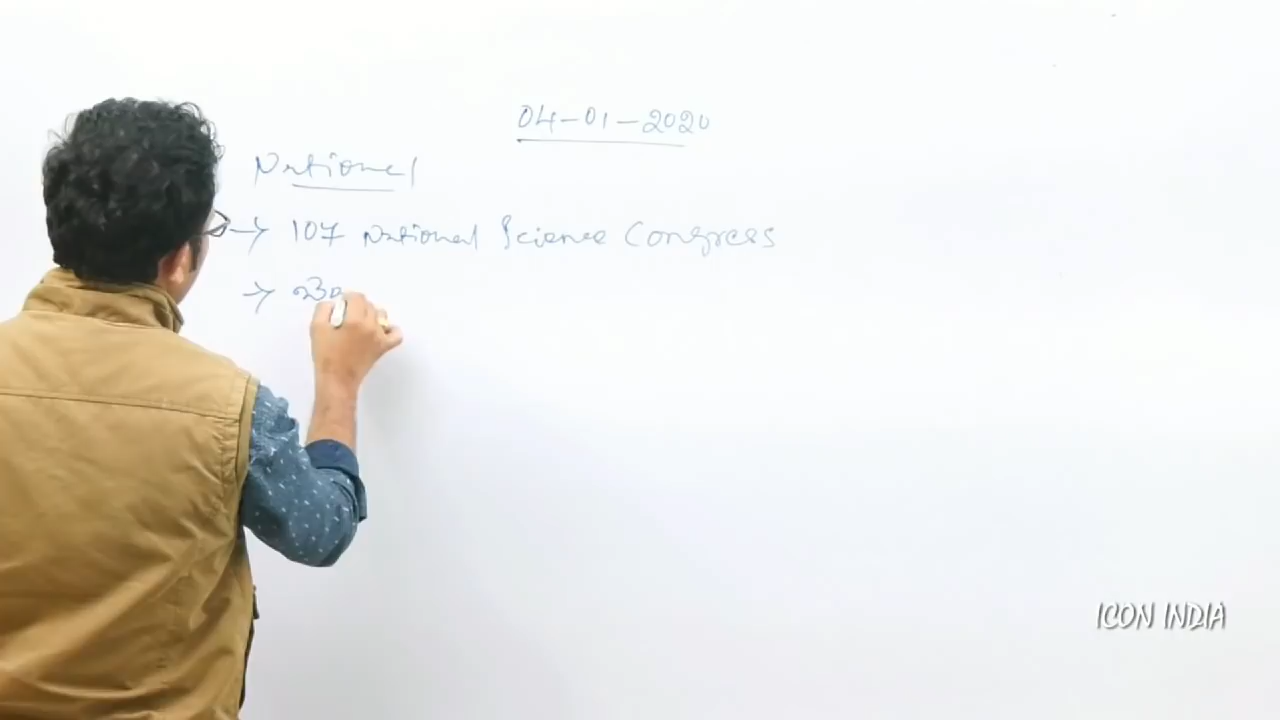 04-01-2020
National
→ 107 National Science Congress
→
ICON INDIA